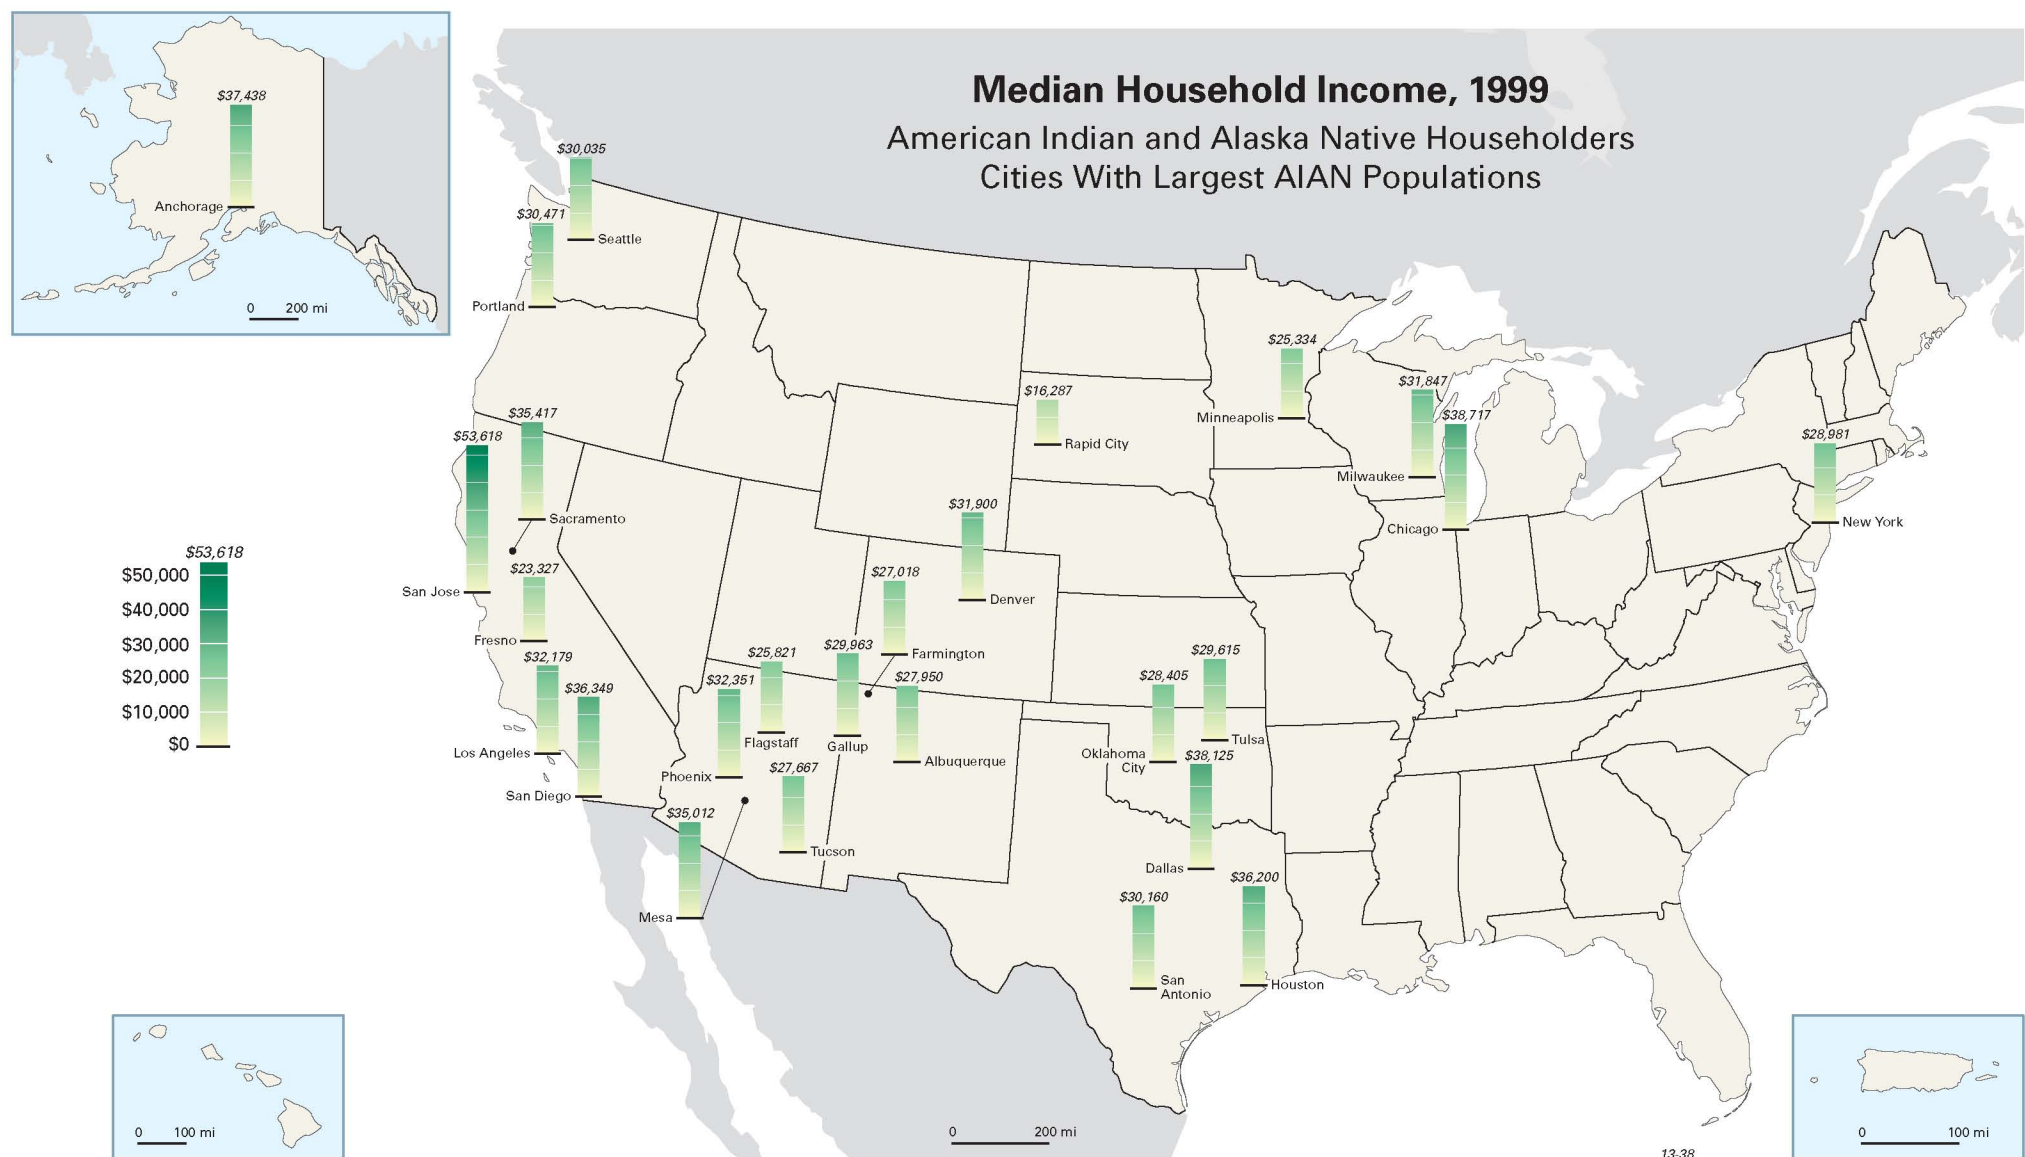 Median Household Income, 1999
American Indian and Alaska Native Householders
Cities With Largest AIAN Populations
$37,438
Anchorage
0 200 mi
$30,035
Seattle
$30,471
Portland
$25,334
Minneapolis
$16,287
Rapid City
$31,847
Milwaukee
$38,717
Chicago
$28,981
New York
$35,417
Sacramento
$53,618
San Jose
$23,327
Fresno
$31,900
Denver
$27,018
Farmington
$53,618
$50,000
$40,000
$30,000
$20,000
$10,000
$0
$32,179
Los Angeles
$36,349
San Diego
$32,351
Phoenix
$25,821
Flagstaff
$29,963
Gallup
$27,950
Albuquerque
$28,405
Oklahoma
City
$29,615
Tulsa
$27,667
Tucson
$35,012
Mesa
$38,125
Dallas
$30,160
San
Antonio
$36,200
Houston
0 100 mi
0 200 mi
0 100 mi
13-38